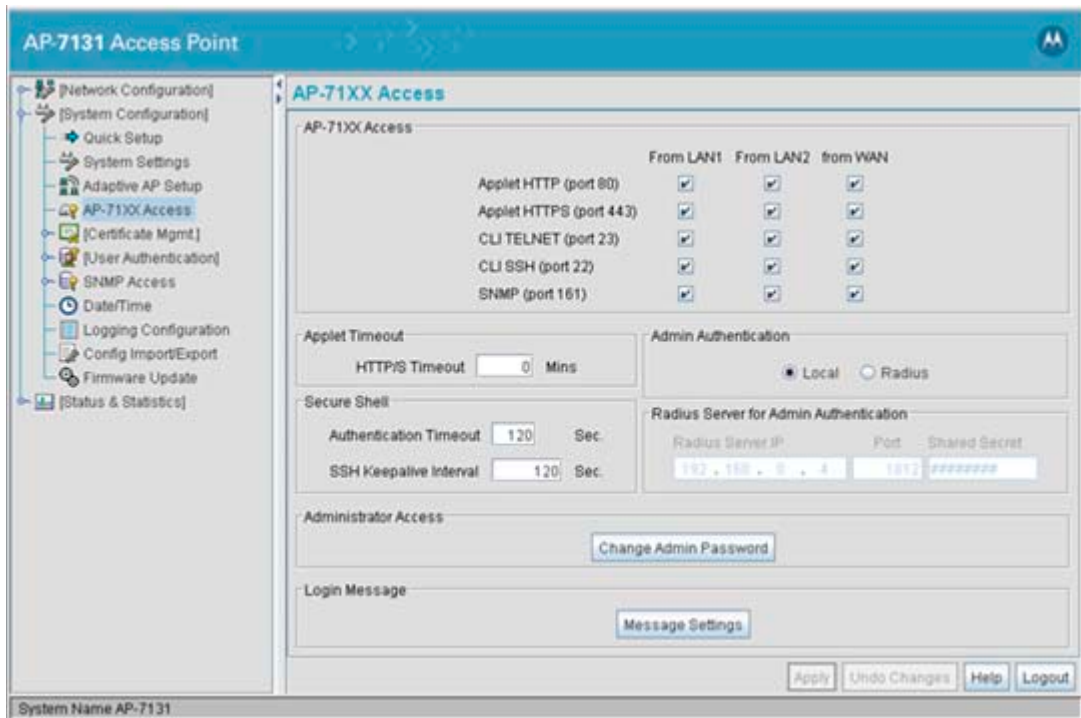 AP-7131 Access Point
[Network Configuration]
[System Configuration]
Quick Setup
System Settings
Adaptive AP Setup
AP-71XX Access
[Certificate Mgmt.]
[User Authentication]
SNMP Access
Date/Time
Logging Configuration
Config Import/Export
Firmware Update
[Status & Statistics]
AP-71XX Access
AP-71XX Access
From LAN1 From LAN2 from WAN
Applet HTTP (port 80)
Applet HTTPS (port 443)
CLI TELNET (port 23)
CLI SSH (port 22)
SNMP (port 161)
Applet Timeout
HTTP/S Timeout 0 Mins
Admin Authentication
Local Radius
Secure Shell
Authentication Timeout 120 Sec.
SSH Keepalive Interval 120 Sec.
Radius Server for Admin Authentication
Radius Server IP Port Shared Secret
192 . 168 . 0 . 4 1812 ########
Administrator Access
Change Admin Password
Login Message
Message Settings
Apply Undo Changes Help Logout
System Name AP-7131